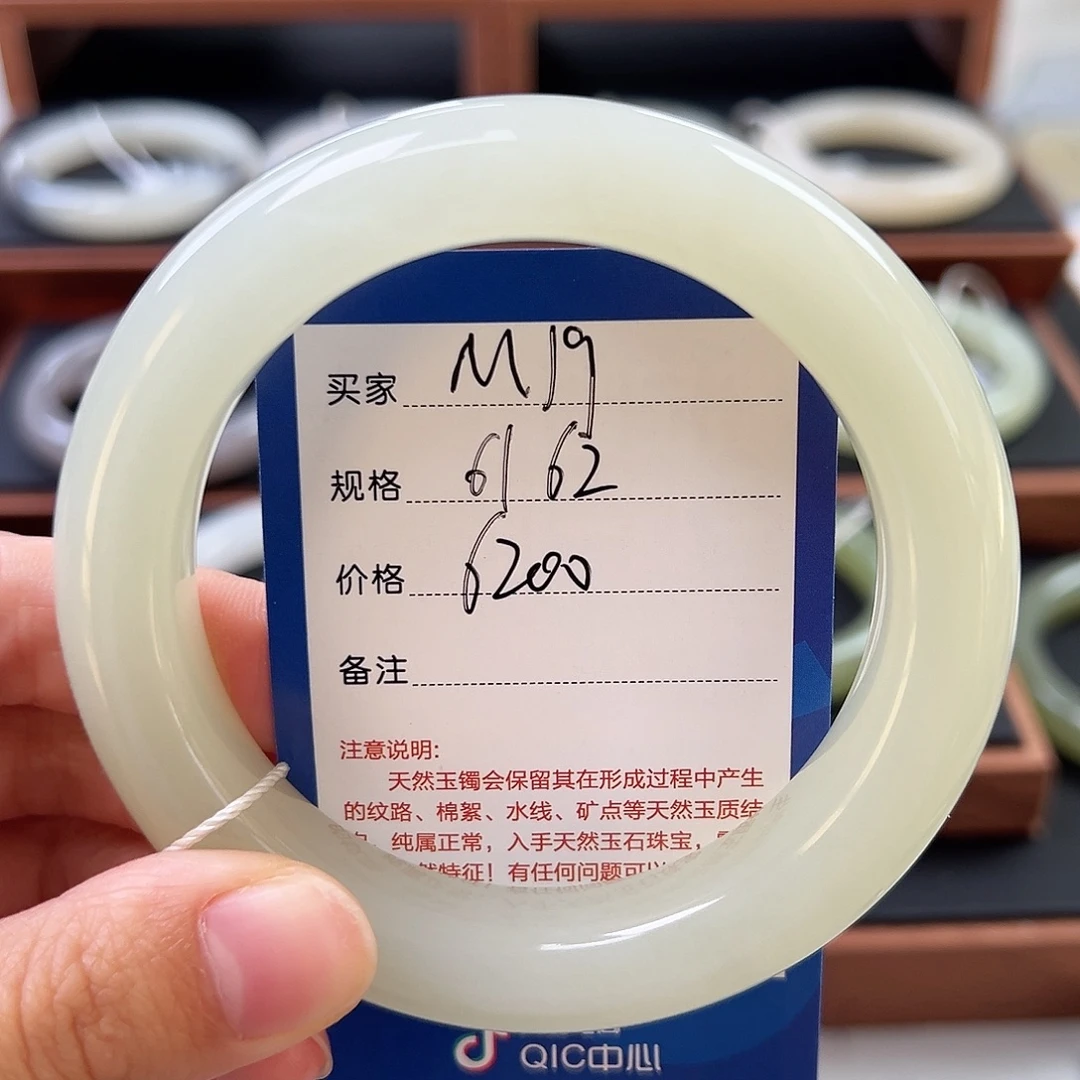 买家 M19
规格 61 62
价格 6200
备注
注意说明:
天然玉镯会保留其在形成过程中产生
的纹路、棉絮、水线、矿点等天然玉质结
纯属正常，入手天然玉石珠宝，
特征！有任何问题可以
QIC中心